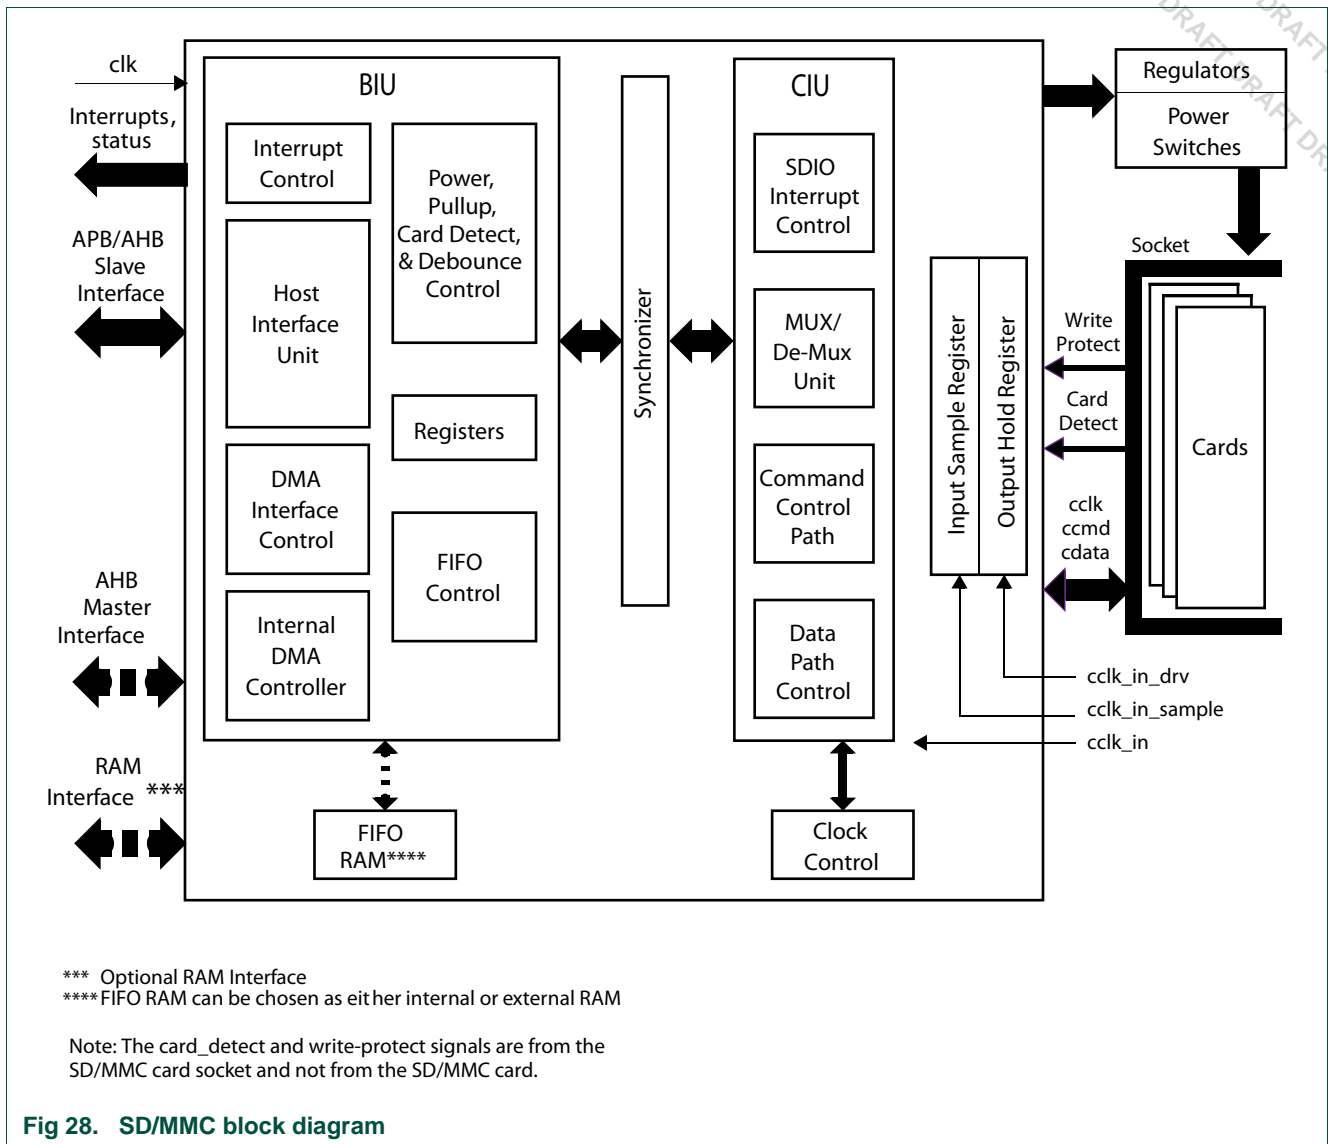 DRAFT DRAFT DRAFT
DRAFT
clk
Interrupts,
status
APB/AHB
Slave
Interface
AHB
Master
Interface
RAM
Interface ***
BIU
Interrupt
Control
Host
Interface
Unit
DMA
Interface
Control
Internal
DMA
Controller
Power,
Pullup,
Card Detect,
& Debounce
Control
Registers
FIFO
Control
FIFO
RAM****
Synchronizer
CIU
SDIO
Interrupt
Control
MUX/
De-Mux
Unit
Command
Control
Path
Data
Path
Control
Clock
Control
Input Sample Register
Output Hold Register
Regulators
Power
Switches
Socket
Write
Protect
Card
Detect
cclk
ccmd
cdata
Cards
cclk_in_drv
cclk_in_sample
cclk_in
*** Optional RAM Interface
**** FIFO RAM can be chosen as either internal or external RAM
Note: The card_detect and write-protect signals are from the
SD/MMC card socket and not from the SD/MMC card.
Fig 28. SD/MMC block diagram